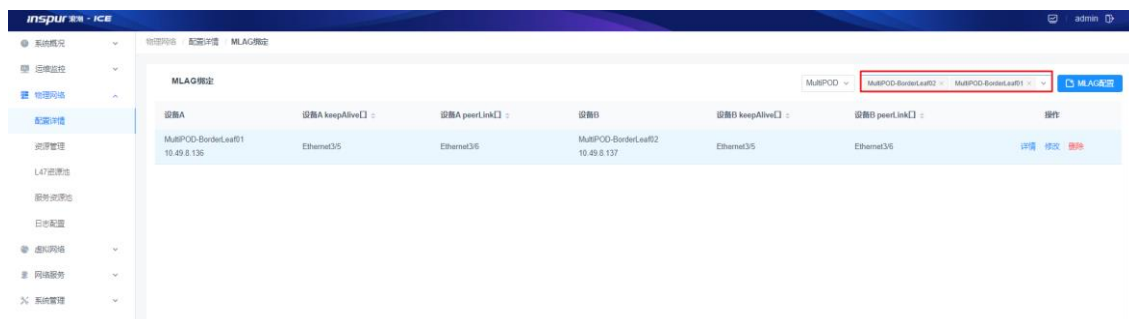 inspur 浪潮 - ICE
admin
系统概况
运维监控
物理网络
配置详情
资源管理
L47资源池
服务资源池
日志配置
虚拟网络
网络服务
系统管理
物理网络 / 配置详情 / MLAG绑定
MLAG绑定
MultiPOD
MultiPOD-BorderLeaf02 × MultiPOD-BorderLeaf01 ×
MLAG配置
设备A 设备A keepAlive口 设备A peerLink口 设备B 设备B keepAlive口 设备B peerLink口 操作
MultiPOD-BorderLeaf01
10.49.8.136
Ethernet3/5
Ethernet3/6
MultiPOD-BorderLeaf02
10.49.8.137
Ethernet3/5
Ethernet3/6
详情 修改 删除